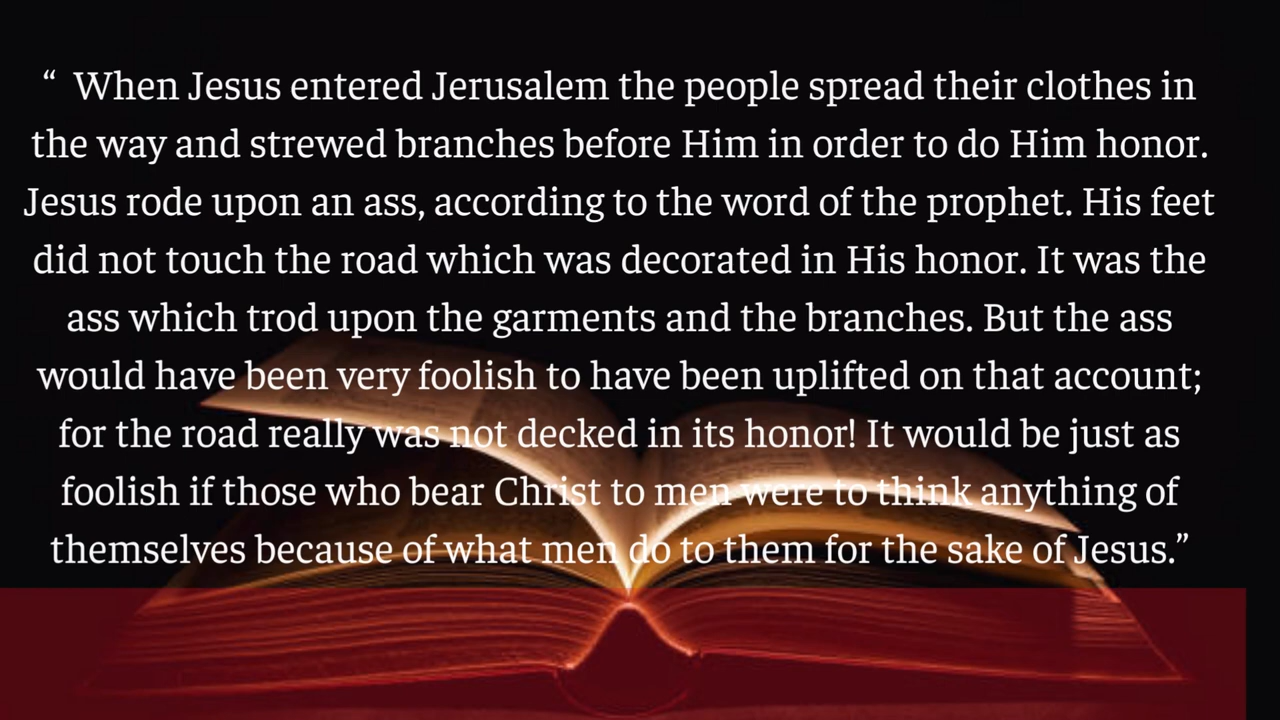 “ When Jesus entered Jerusalem the people spread their clothes in
the way and strewed branches before Him in order to do Him honor.
Jesus rode upon an ass, according to the word of the prophet. His feet
did not touch the road which was decorated in His honor. It was the
ass which trod upon the garments and the branches. But the ass
would have been very foolish to have been uplifted on that account;
for the road really was not decked in its honor! It would be just as
foolish if those who bear Christ to men were to think anything of
themselves because of what men do to them for the sake of Jesus.”